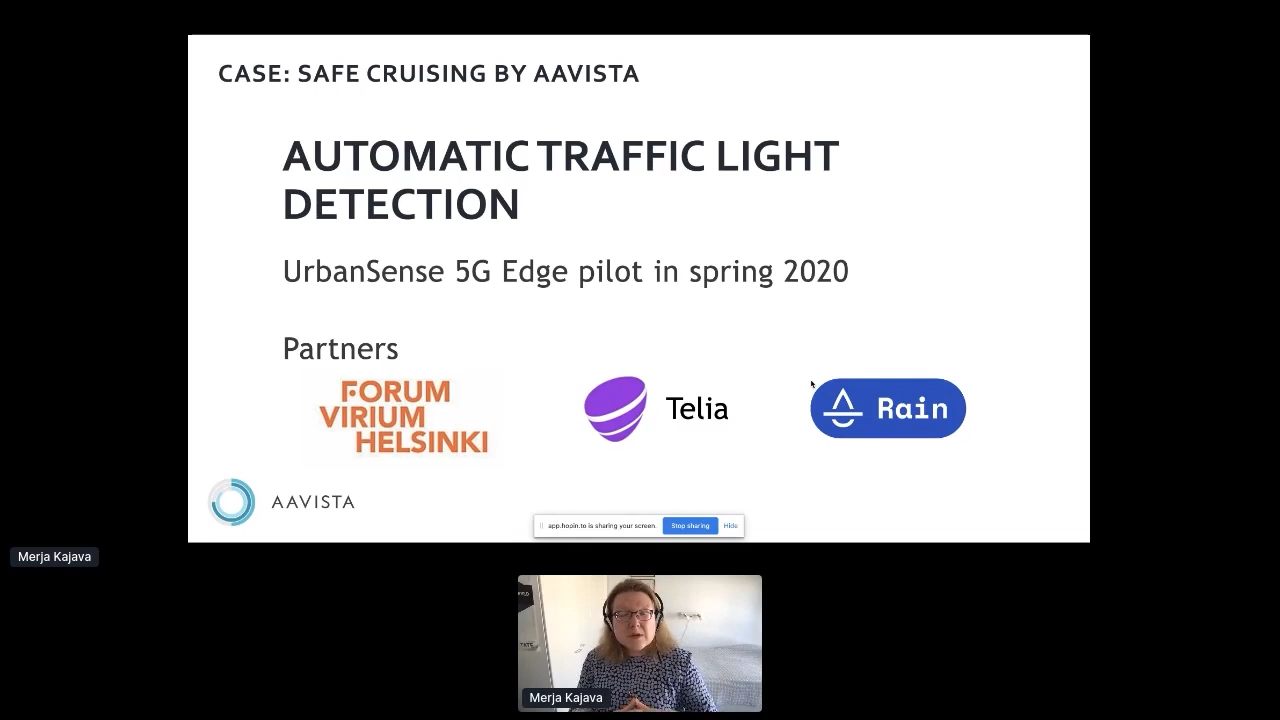 CASE: SAFE CRUISING BY AAVISTA
AUTOMATIC TRAFFIC LIGHT
DETECTION
UrbanSense 5G Edge pilot in spring 2020
Partners
FORUM
VIRIUM
HELSINKI
Telia
Rain
AAVISTA
app.hopin.to is sharing your screen.
Stop sharing
Hide
Merja Kajava
Merja Kajava